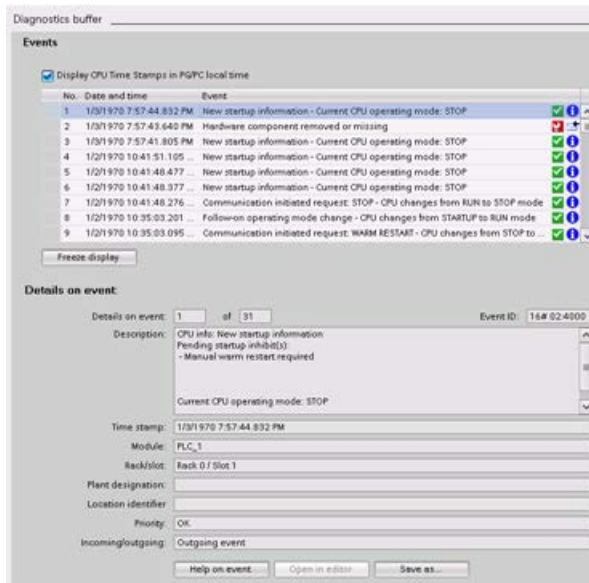 Diagnostics buffer
Events
Display CPU Time Stamps in PG/PC local time
No. Date and time Event
1 1/3/1970 7:57:44.832 PM New startup information - Current CPU operating mode: STOP
2 1/3/1970 7:57:43.640 PM Hardware component removed or missing
3 1/3/1970 7:57:41.805 PM New startup information - Current CPU operating mode: STOP
4 1/2/1970 10:41:51.105 ... New startup information - Current CPU operating mode: STOP
5 1/2/1970 10:41:48.477 ... New startup information - Current CPU operating mode: STOP
6 1/2/1970 10:41:48.377 ... New startup information - Current CPU operating mode: STOP
7 1/2/1970 10:41:48.276 ... Communication initiated request: STOP - CPU changes from RUN to STOP mode
8 1/2/1970 10:35:03.201 ... Follow-on operating mode change - CPU changes from STARTUP to RUN mode
9 1/2/1970 10:35:03.095 ... Communication initiated request: WARM RESTART - CPU changes from STOP to ...
Freeze display
Details on event:
Details on event: 1 of 31 Event ID: 16# 02:4000
Description: CPU info: New startup information
Pending startup inhibit(s):
- Manual warm restart required
Current CPU operating mode: STOP
Time stamp: 1/3/1970 7:57:44.832 PM
Module: PLC_1
Rack/slot: Rack 0 / Slot 1
Plant designation:
Location identifier
Priority: OK
Incoming/outgoing: Outgoing event
Help on event Open in editor Save as...